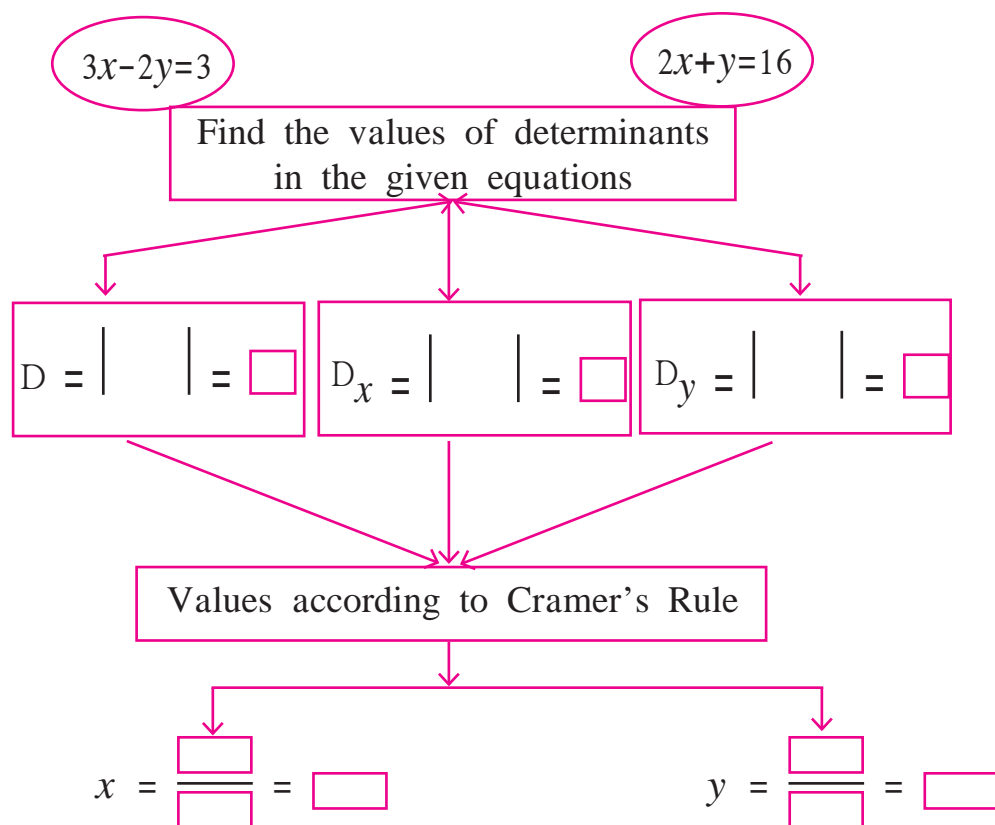 3x-2y=3 2x+y=16
Find the values of determinants
in the given equations
D = | | = □ Dx = | | = □ Dy = | | = □
Values according to Cramer's Rule
x = □/□ = □ y = □/□ = □